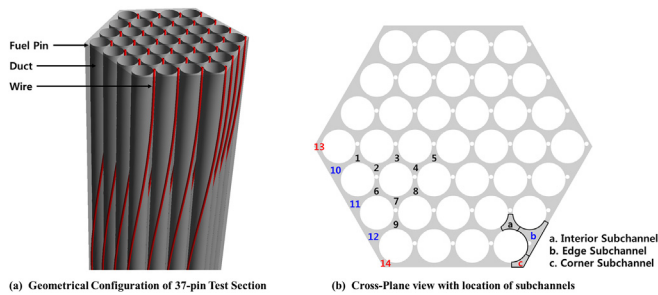 Fuel Pin
Duct
Wire
13
1
3
5
10
2
4
6
8
11
7
9
12
14
a
b
c
a. Interior Subchannel
b. Edge Subchannel
c. Corner Subchannel
(a) Geometrical Configuration of 37-pin Test Section
(b) Cross-Plane view with location of subchannels